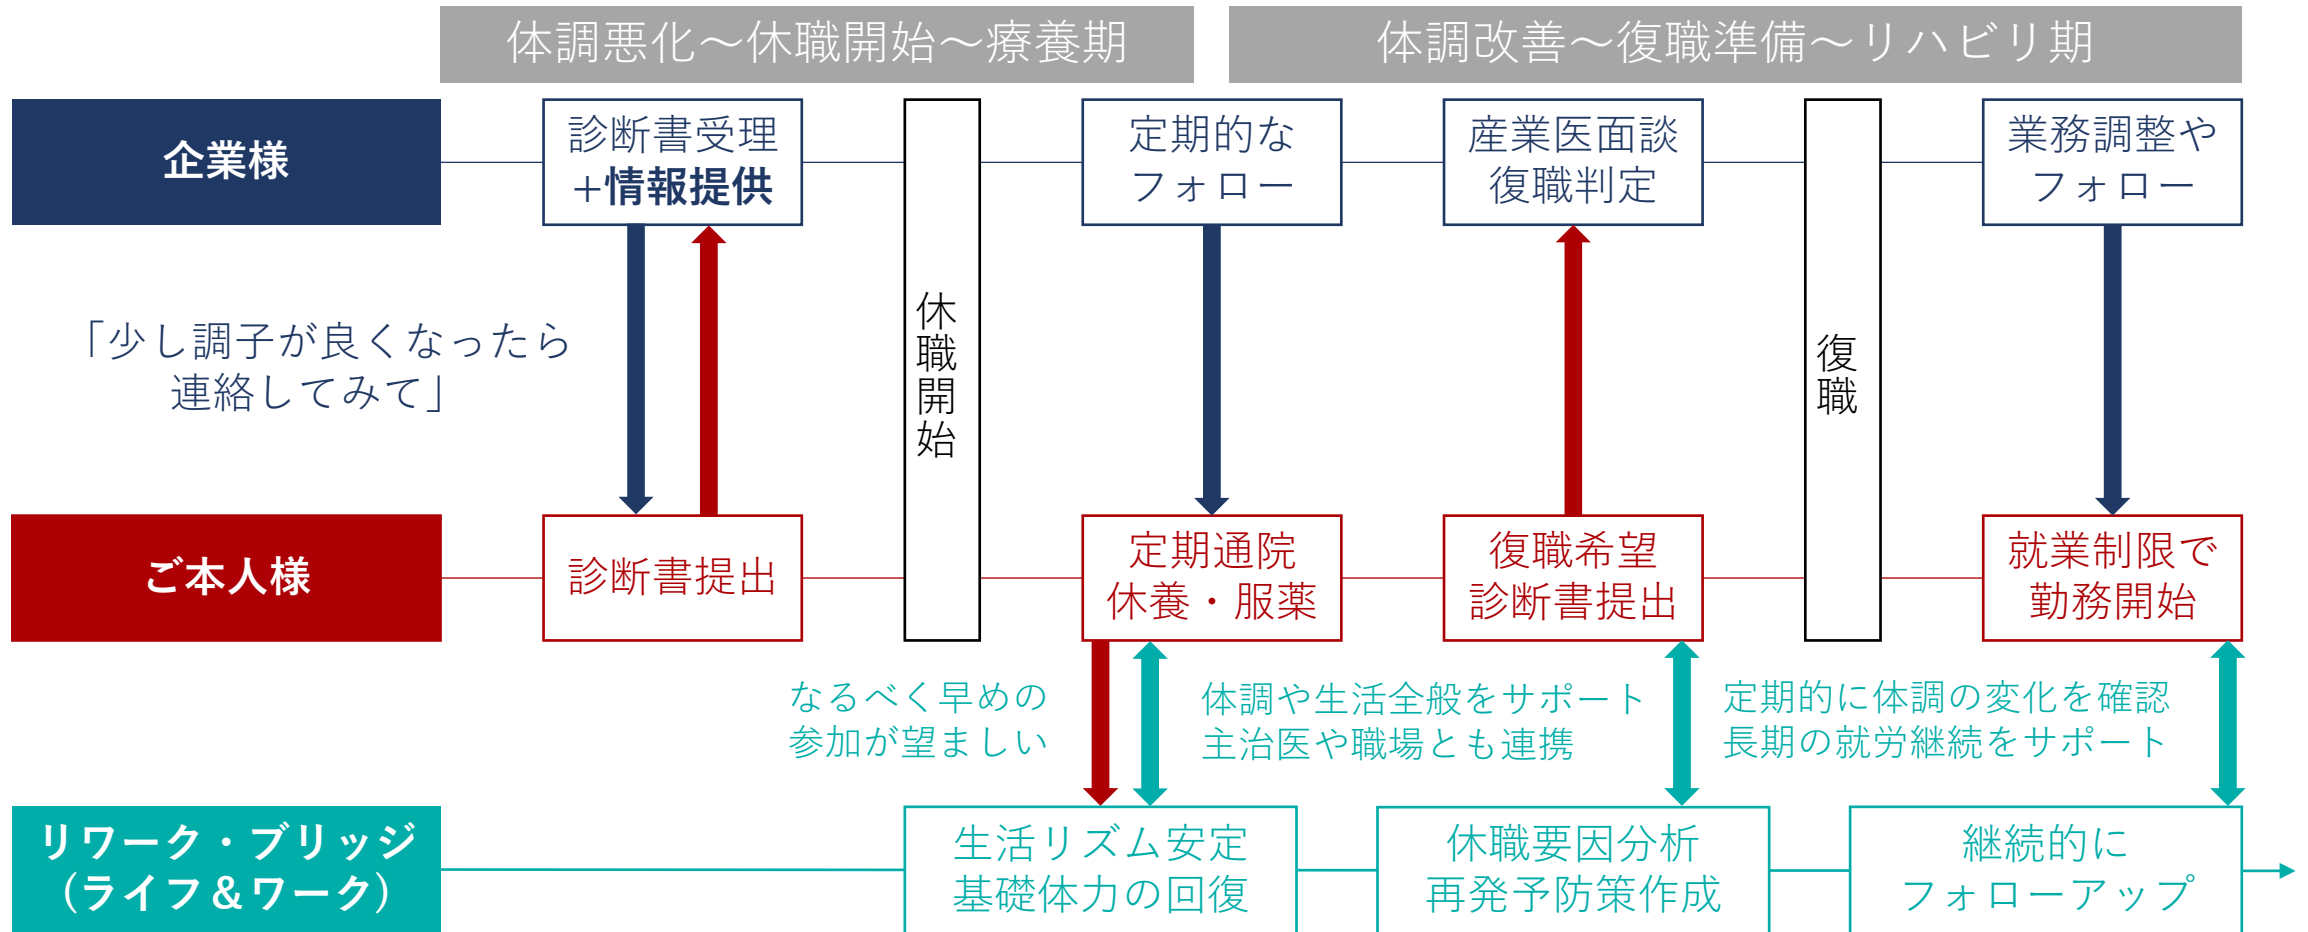 体調悪化～休職開始～療養期
体調改善～復職準備～リハビリ期
企業様
診断書受理
+情報提供
定期的な
フォロー
産業医面談
復職判定
業務調整や
フォロー
「少し調子が良くなったら
連絡してみて」
休職開始
復職
ご本人様
診断書提出
定期通院
休養・服薬
復職希望
診断書提出
就業制限で
勤務開始
なるべく早めの
参加が望ましい
体調や生活全般をサポート
主治医や職場とも連携
定期的に体調の変化を確認
長期の就労継続をサポート
リワーク・ブリッジ
（ライフ＆ワーク）
生活リズム安定
基礎体力の回復
休職要因分析
再発予防策作成
継続的に
フォローアップ